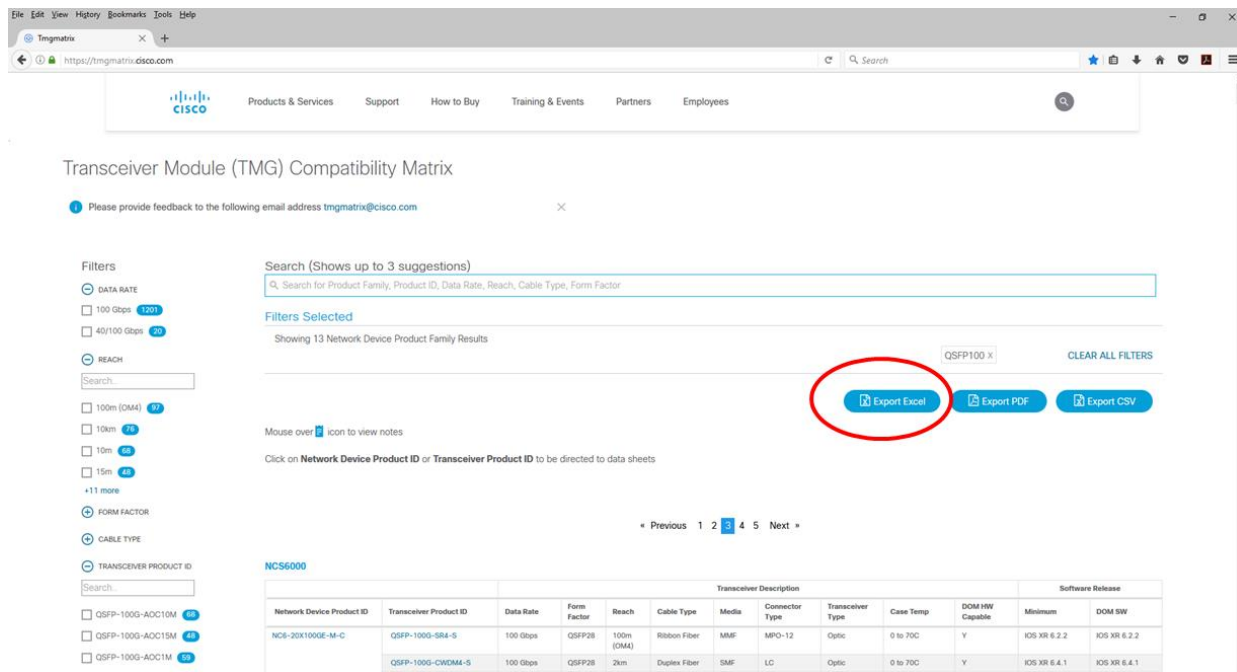 File Edit View History Bookmarks Tools Help
Tmgmatrix
https://tmgmatrix.cisco.com
Search
CISCO
Products & Services Support How to Buy Training & Events Partners Employees
Transceiver Module (TMG) Compatibility Matrix
Please provide feedback to the following email address tmgmatrix@cisco.com
Filters
DATA RATE
100 Gbps 1201
40/100 Gbps 20
REACH
Search..
100m (OM4) 97
10km 76
10m 68
15m 48
+11 more
FORM FACTOR
CABLE TYPE
TRANSCEIVER PRODUCT ID
Search..
QSFP-100G-AOC10M 68
QSFP-100G-AOC15M 48
QSFP-100G-AOC1M 59
Search (Shows up to 3 suggestions)
Search for Product Family, Product ID, Data Rate, Reach, Cable Type, Form Factor
Filters Selected
Showing 13 Network Device Product Family Results
QSFP100 X
CLEAR ALL FILTERS
Export Excel Export PDF Export CSV
Mouse over icon to view notes
Click on Network Device Product ID or Transceiver Product ID to be directed to data sheets
« Previous 1 2 3 4 5 Next »
NCS6000
Transceiver Description Software Release
Network Device Product ID Transceiver Product ID Data Rate Form Factor Reach Cable Type Media Connector Type Transceiver Type Case Temp DOM HW Capable Minimum DOM SW
NC6-20X100GE-M-C QSFP-100G-SR4-S 100 Gbps QSFP28 100m (OM4) Ribbon Fiber MMF MPO-12 Optic 0 to 70C Y IOS XR 6.2.2 IOS XR 6.2.2
QSFP-100G-CWDM4-S 100 Gbps QSFP28 2km Duplex Fiber SMF LC Optic 0 to 70C Y IOS XR 6.4.1 IOS XR 6.4.1